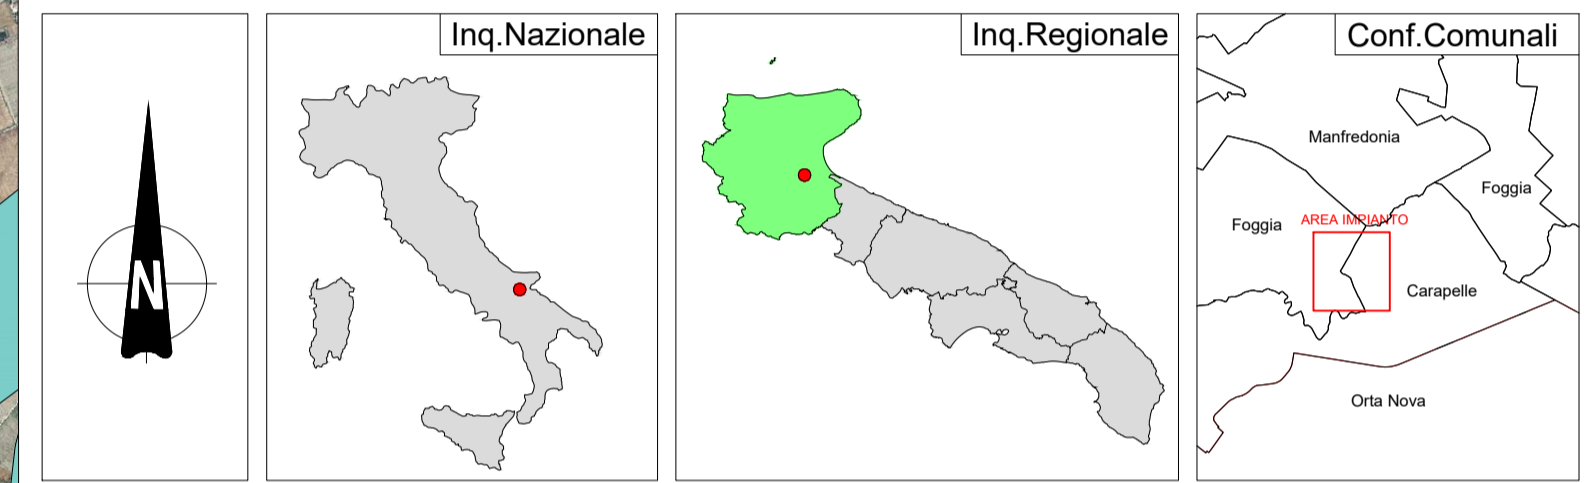 N
Inq.Nazionale
Inq.Regionale
Conf.Comunali
Manfredonia
Foggia
Foggia
AREA IMPIANTO
Carapelle
Orta Nova